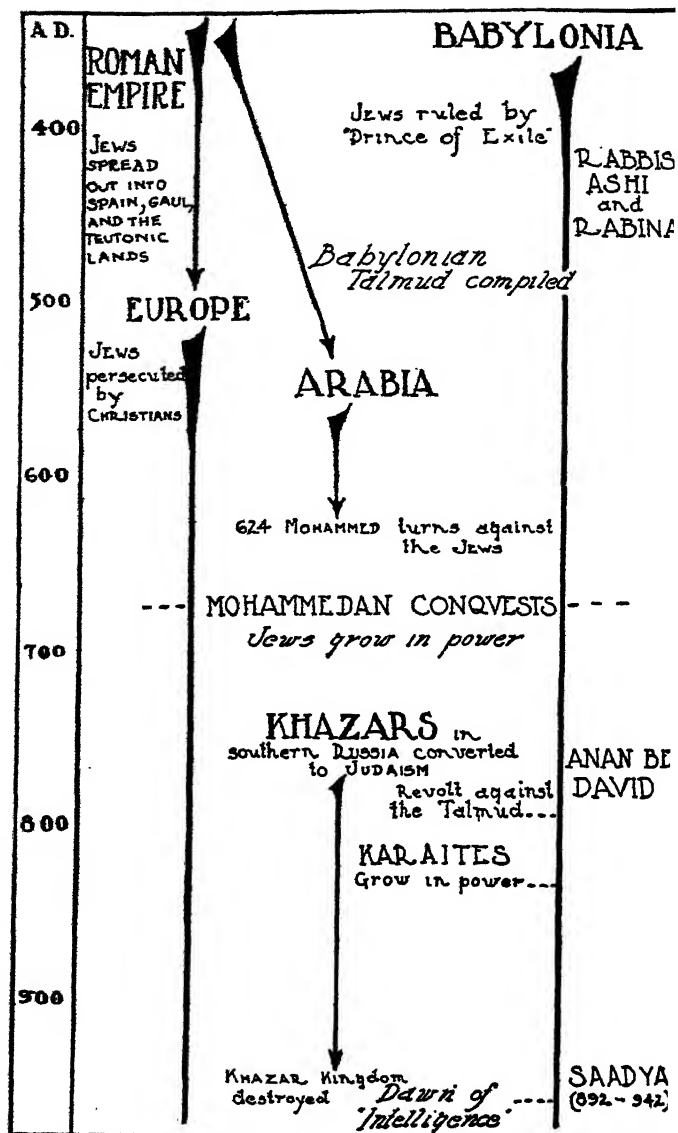 A.D.
BABYLONIA
ROMAN
EMPIRE
JEWS ruled by
"Prince of Exile"
400
JEWS
SPREAD
OUT INTO
SPAIN, GAUL,
AND THE
TEUTONIC
LANDS
RABBIS
ASHI
and
RABINA
Babylonian
Talmud compiled
500
EUROPE
JEWS
persecuted
by
CHRISTIANS
ARABIA
600
624 MOHAMMED turns against
the JEWS
MOHAMMEDAN CONQVESTS
Jews grow in power
700
KHAZARS in
southern RUSSIA converted
to JUDAISM
ANAN BE
DAVID
Revolt against
the Talmud...
800
KARAITES
Grow in power...
900
KHAZAR Kingdom
destroyed
Dawn of
"Intelligence"
SAADYA
(892-942)